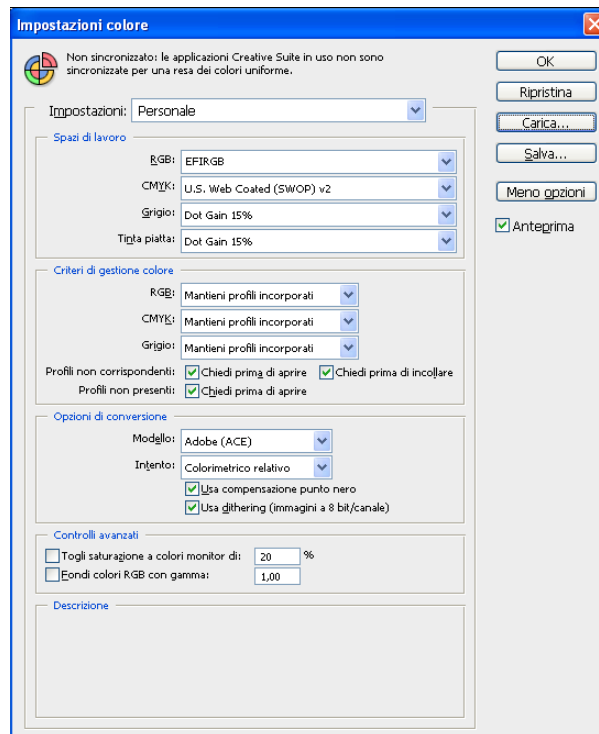 Impostazioni colore
Non sincronizzato: le applicazioni Creative Suite in uso non sono
sincronizzate per una resa dei colori uniforme.
OK
Ripristina
Carica...
Salva...
Meno opzioni
Anteprima
Impostazioni: Personale
Spazi di lavoro
RGB: EFIRGB
CMYK: U.S. Web Coated (SWOP) v2
Grigio: Dot Gain 15%
Tinta piatta: Dot Gain 15%
Criteri di gestione colore
RGB: Mantieni profili incorporati
CMYK: Mantieni profili incorporati
Grigio: Mantieni profili incorporati
Profili non corrispondenti: Chiedi prima di aprire Chiedi prima di incollare
Profili non presenti: Chiedi prima di aprire
Opzioni di conversione
Modello: Adobe (ACE)
Intento: Colorimetrico relativo
Usa compensazione punto nero
Usa dithering (immagini a 8 bit/canale)
Controlli avanzati
Togli saturazione a colori monitor di: 20 %
Fondi colori RGB con gamma: 1,00
Descrizione